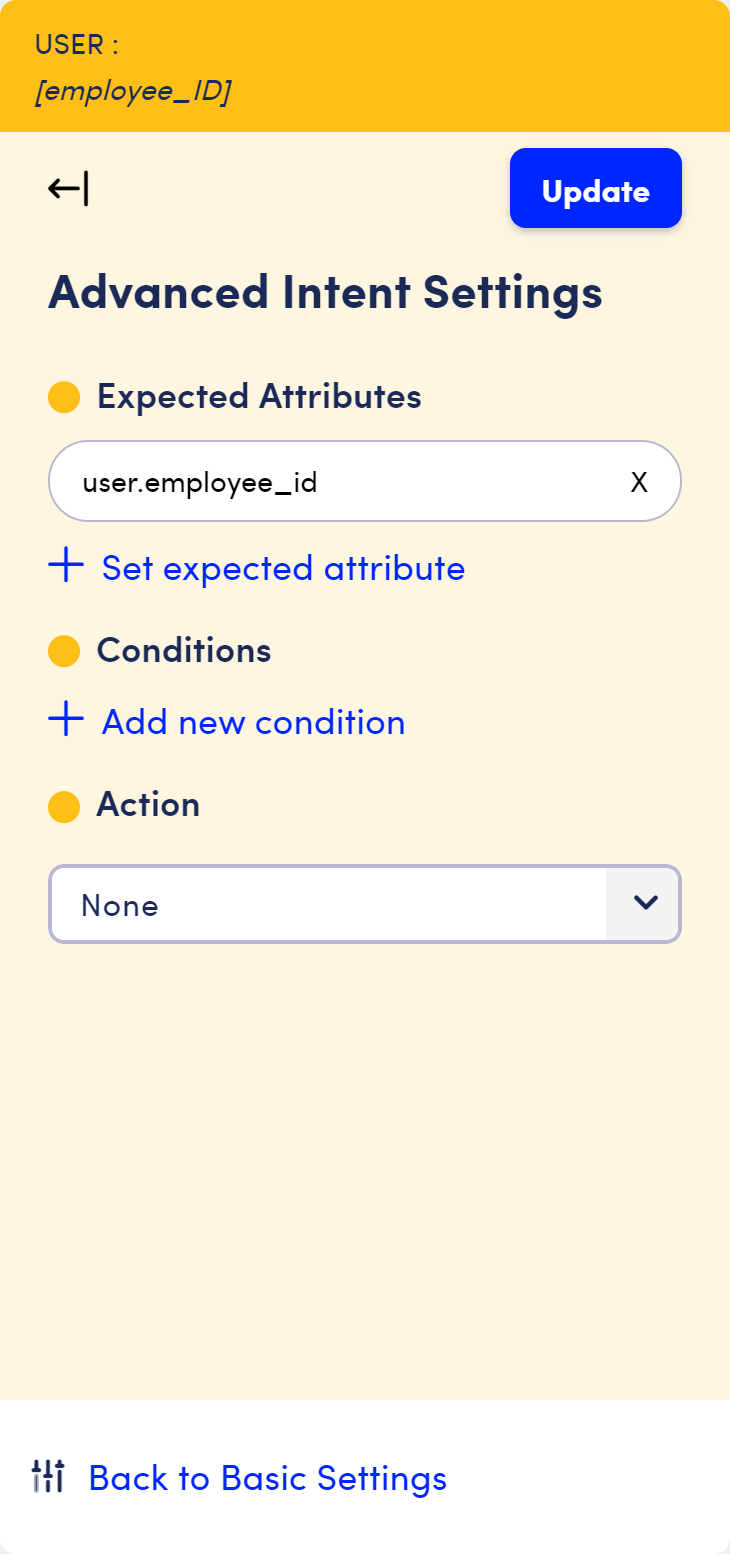 USER :
[employee_ID]
Update
Advanced Intent Settings
Expected Attributes
user.employee_id X
Set expected attribute
Conditions
Add new condition
Action
None
Back to Basic Settings